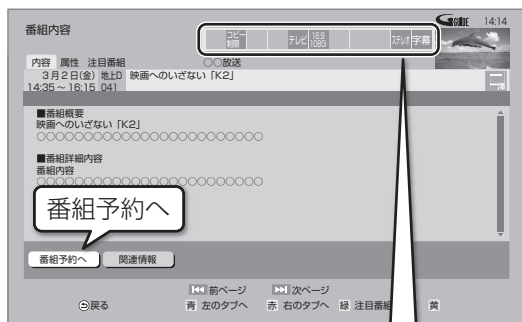 番組内容
コピー制限 テレビ 16:9 1080i ステレオ 字幕
G GUIDE 14:14
内容 属性 注目番組 ○○放送
3月2日(金) 地上D 映画へのいざない「K2」
14:35～16:15 041
二 洋
■番組概要
映画へのいざない「K2」
○○○○○○○○○○○○○○○○○○○○○○○○
■番組詳細内容
番組内容
○○○○○○○○○○○○○○○○○○○○○○○○
番組予約へ
番組予約へ 関連情報
前ページ 次ページ
戻る 青 左のタブへ 赤 右のタブへ 緑 注目番組 黄